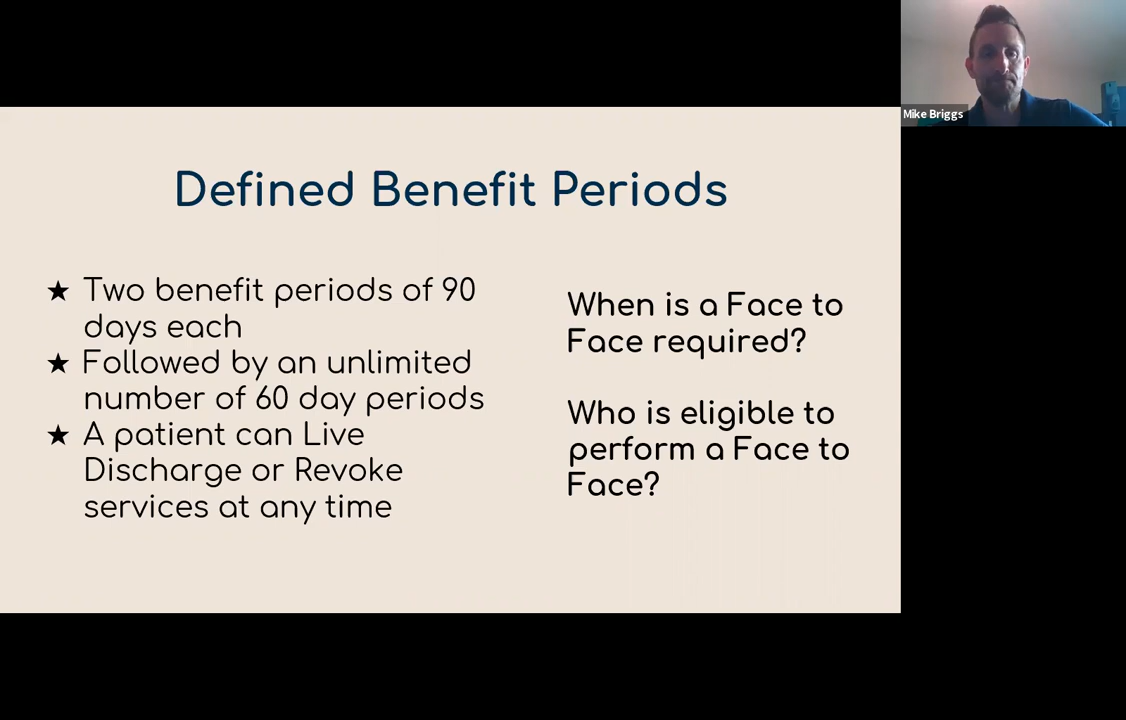 Mike Briggs
Defined Benefit Periods
★ Two benefit periods of 90
days each
★ Followed by an unlimited
number of 60 day periods
★ A patient can Live
Discharge or Revoke
services at any time
When is a Face to
Face required?
Who is eligible to
perform a Face to
Face?